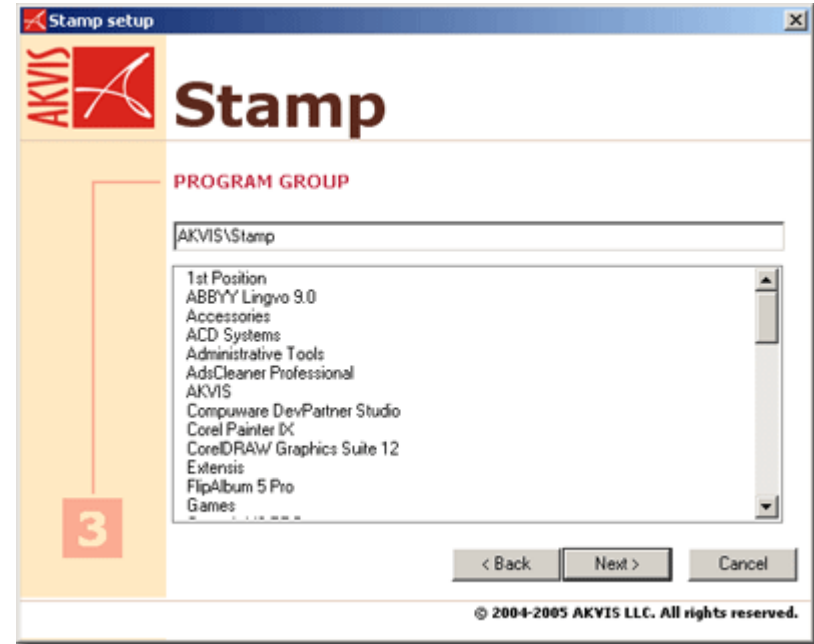 Stamp setup
AKVIS
Stamp
PROGRAM GROUP
AKVIS\Stamp
1st Position
ABBYY Lingvo 9.0
Accessories
ACD Systems
Administrative Tools
AdsCleaner Professional
AKVIS
Compuware DevPartner Studio
Corel Painter IX
CorelDRAW Graphics Suite 12
Extensis
FlipAlbum 5 Pro
Games
3
< Back
Next >
Cancel
© 2004-2005 AKVIS LLC. All rights reserved.